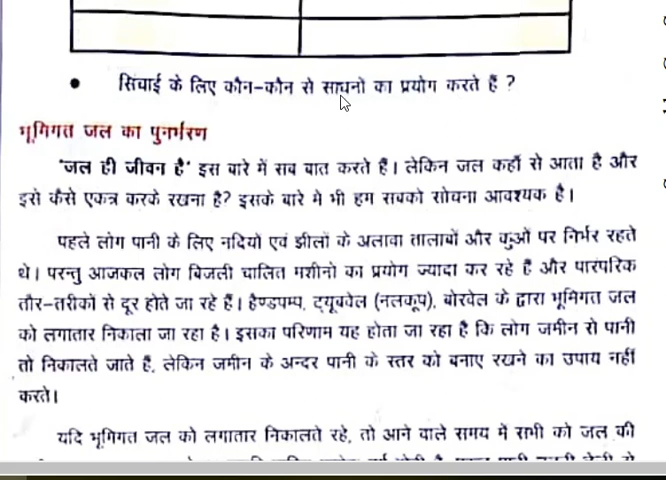 • सिंचाई के लिए कौन-कौन से साधनों का प्रयोग करते हैं ?
भूमिगत जल का पुनर्भरण
'जल ही जीवन है' इस बारे में सब बात करते हैं। लेकिन जल कहाँ से आता है और
इसे कैसे एकत्र करके रखना है? इसके बारे में भी हम सबको सोचना आवश्यक है।
पहले लोग पानी के लिए नदियों एवं झीलों के अलावा तालाबों और कुओं पर निर्भर रहते
थे। परन्तु आजकल लोग बिजली चालित मशीनों का प्रयोग ज्यादा कर रहे हैं और पारंपरिक
तौर-तरीकों से दूर होते जा रहे हैं। हैण्डपम्प, ट्यूबवेल (नलकूप), बोरवेल के द्वारा भूमिगत जल
को लगातार निकाला जा रहा है। इसका परिणाम यह होता जा रहा है कि लोग जमीन से पानी
तो निकालते जाते हैं, लेकिन जमीन के अन्दर पानी के स्तर को बनाए रखने का उपाय नहीं
करते।
यदि भूमिगत जल को लगातार निकालते रहे, तो आने वाले समय में सभी को जल की